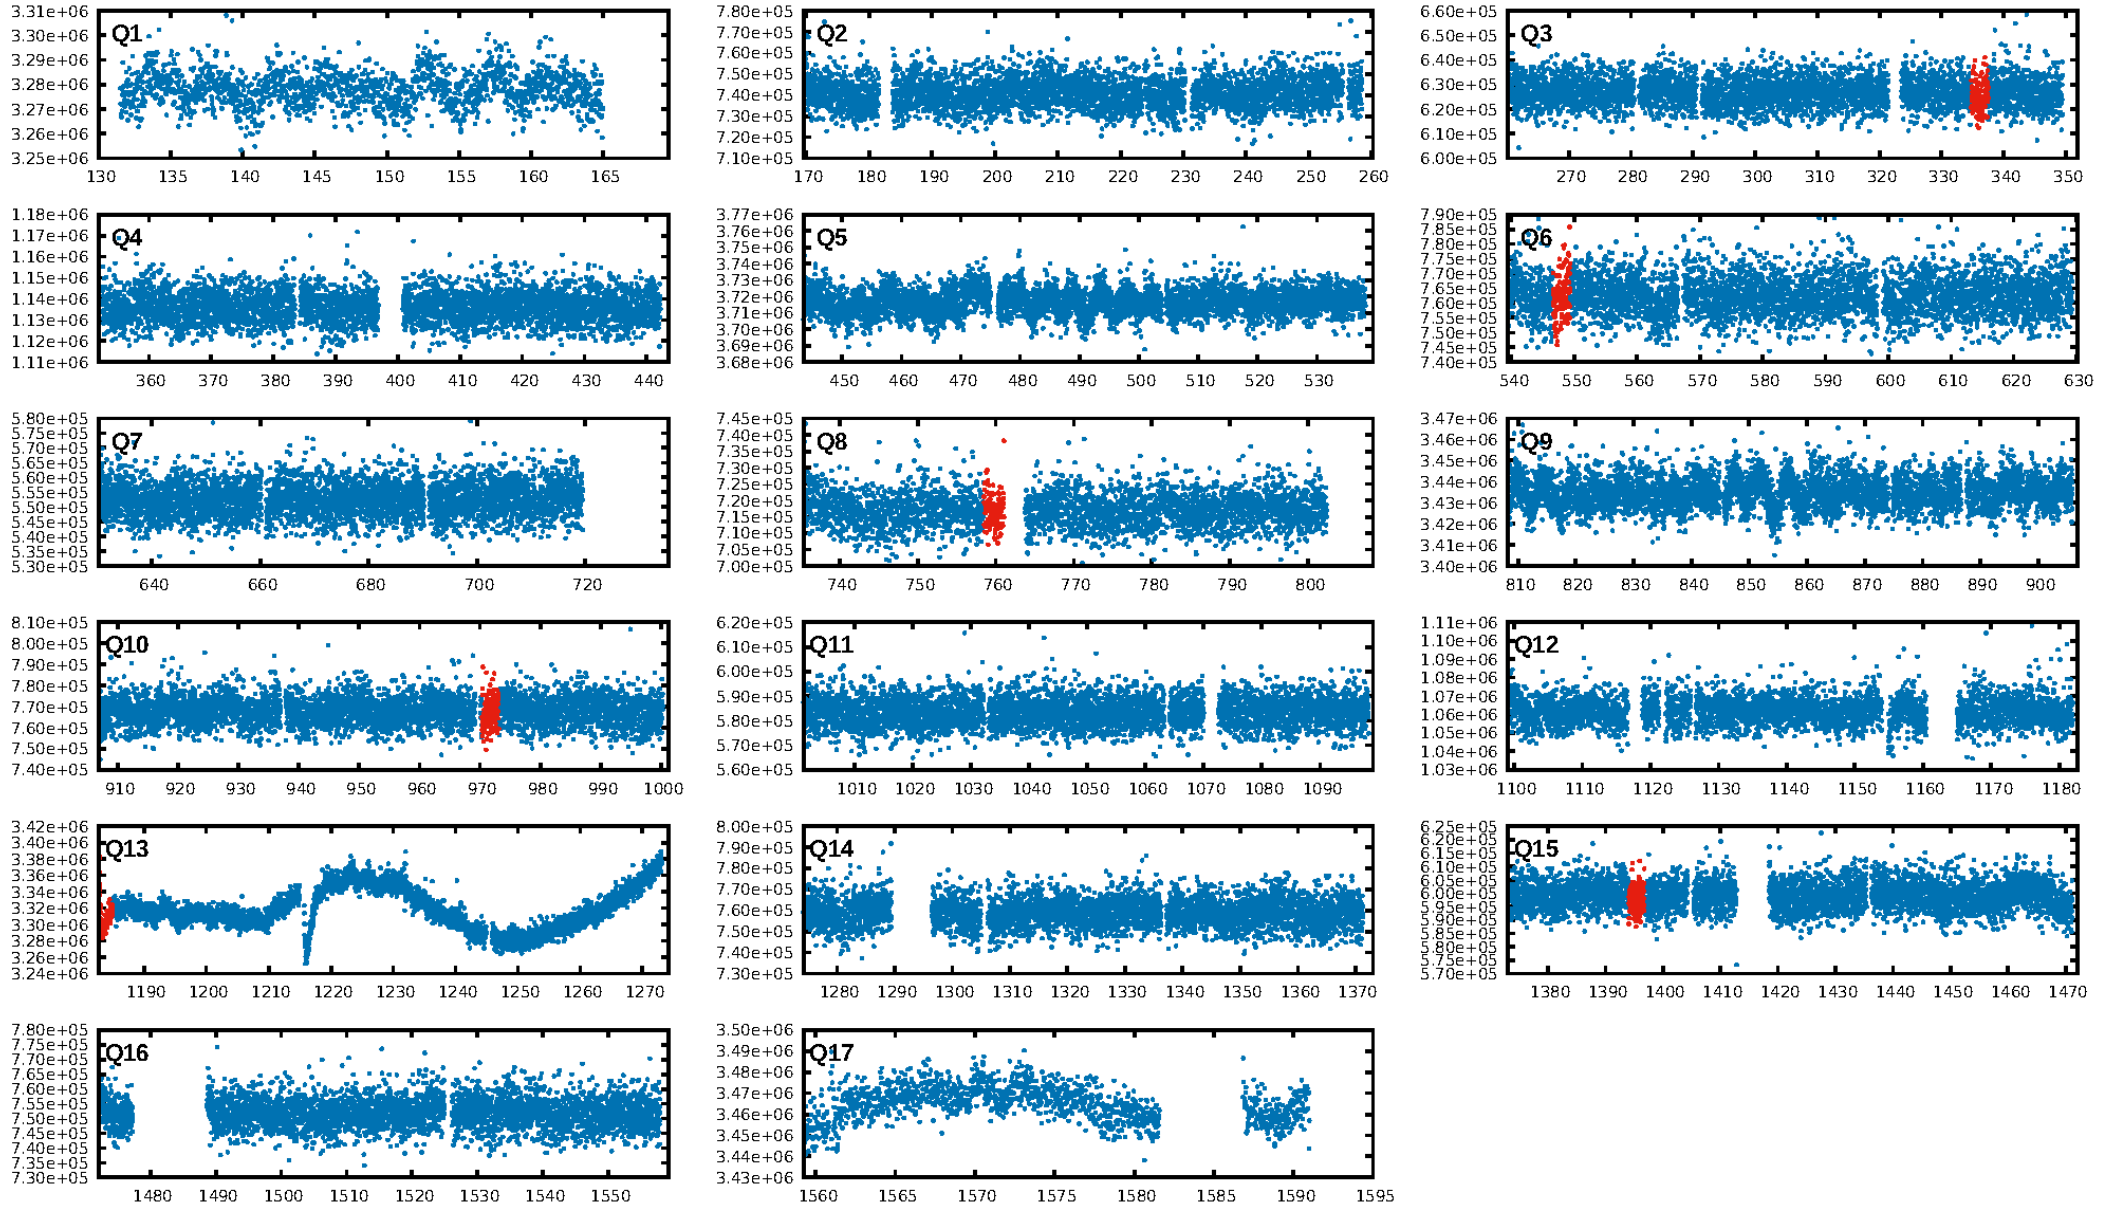 Q1
3.31e+06
3.30e+06
3.29e+06
3.28e+06
3.27e+06
3.26e+06
3.25e+06
130 135 140 145 150 155 160 165
Q2
7.80e+05
7.70e+05
7.60e+05
7.50e+05
7.40e+05
7.30e+05
7.20e+05
7.10e+05
170 180 190 200 210 220 230 240 250 260
Q3
6.60e+05
6.50e+05
6.40e+05
6.30e+05
6.20e+05
6.10e+05
6.00e+05
270 280 290 300 310 320 330 340 350
Q4
1.18e+06
1.17e+06
1.16e+06
1.15e+06
1.14e+06
1.13e+06
1.12e+06
1.11e+06
360 370 380 390 400 410 420 430 440
Q5
3.77e+06
3.76e+06
3.75e+06
3.74e+06
3.73e+06
3.72e+06
3.71e+06
3.70e+06
3.69e+06
3.68e+06
450 460 470 480 490 500 510 520 530
Q6
7.90e+05
7.85e+05
7.80e+05
7.75e+05
7.70e+05
7.65e+05
7.60e+05
7.55e+05
7.50e+05
7.45e+05
7.40e+05
540 550 560 570 580 590 600 610 620 630
Q7
5.80e+05
5.75e+05
5.70e+05
5.65e+05
5.60e+05
5.55e+05
5.50e+05
5.45e+05
5.40e+05
5.35e+05
5.30e+05
640 660 680 700 720
Q8
7.45e+05
7.40e+05
7.35e+05
7.30e+05
7.25e+05
7.20e+05
7.15e+05
7.10e+05
7.05e+05
7.00e+05
740 750 760 770 780 790 800
Q9
3.47e+06
3.46e+06
3.45e+06
3.44e+06
3.43e+06
3.42e+06
3.41e+06
3.40e+06
810 820 830 840 850 860 870 880 890 900
Q10
8.10e+05
8.00e+05
7.90e+05
7.80e+05
7.70e+05
7.60e+05
7.50e+05
7.40e+05
910 920 930 940 950 960 970 980 990 1000
Q11
6.20e+05
6.10e+05
6.00e+05
5.90e+05
5.80e+05
5.70e+05
5.60e+05
1010 1020 1030 1040 1050 1060 1070 1080 1090
Q12
1.11e+06
1.10e+06
1.09e+06
1.08e+06
1.07e+06
1.06e+06
1.05e+06
1.04e+06
1.03e+06
1100 1110 1120 1130 1140 1150 1160 1170 1180
Q13
3.42e+06
3.40e+06
3.38e+06
3.36e+06
3.34e+06
3.32e+06
3.30e+06
3.28e+06
3.26e+06
3.24e+06
1190 1200 1210 1220 1230 1240 1250 1260 1270
Q14
8.00e+05
7.90e+05
7.80e+05
7.70e+05
7.60e+05
7.50e+05
7.40e+05
7.30e+05
1280 1290 1300 1310 1320 1330 1340 1350 1360 1370
Q15
6.25e+05
6.20e+05
6.15e+05
6.10e+05
6.05e+05
6.00e+05
5.95e+05
5.90e+05
5.85e+05
5.80e+05
5.75e+05
5.70e+05
1380 1390 1400 1410 1420 1430 1440 1450 1460 1470
Q16
7.80e+05
7.75e+05
7.70e+05
7.65e+05
7.60e+05
7.55e+05
7.50e+05
7.45e+05
7.40e+05
7.35e+05
7.30e+05
1480 1490 1500 1510 1520 1530 1540 1550
Q17
3.50e+06
3.49e+06
3.48e+06
3.47e+06
3.46e+06
3.45e+06
3.44e+06
3.43e+06
1560 1565 1570 1575 1580 1585 1590 1595